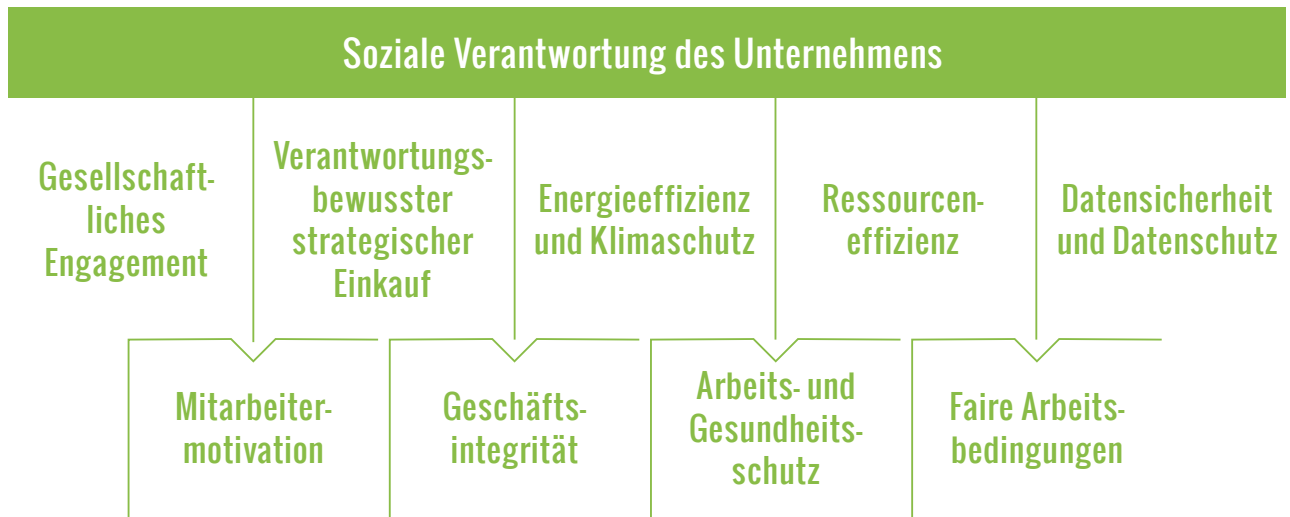 Soziale Verantwortung des Unternehmens
Gesellschaft-
liches
Engagement
Verantwortungs-
bewusster
strategischer
Einkauf
Energieeffizienz
und Klimaschutz
Ressourcen-
effizienz
Datensicherheit
und Datenschutz
Mitarbeiter-
motivation
Geschäfts-
integrität
Arbeits- und
Gesundheits-
schutz
Faire Arbeits-
bedingungen